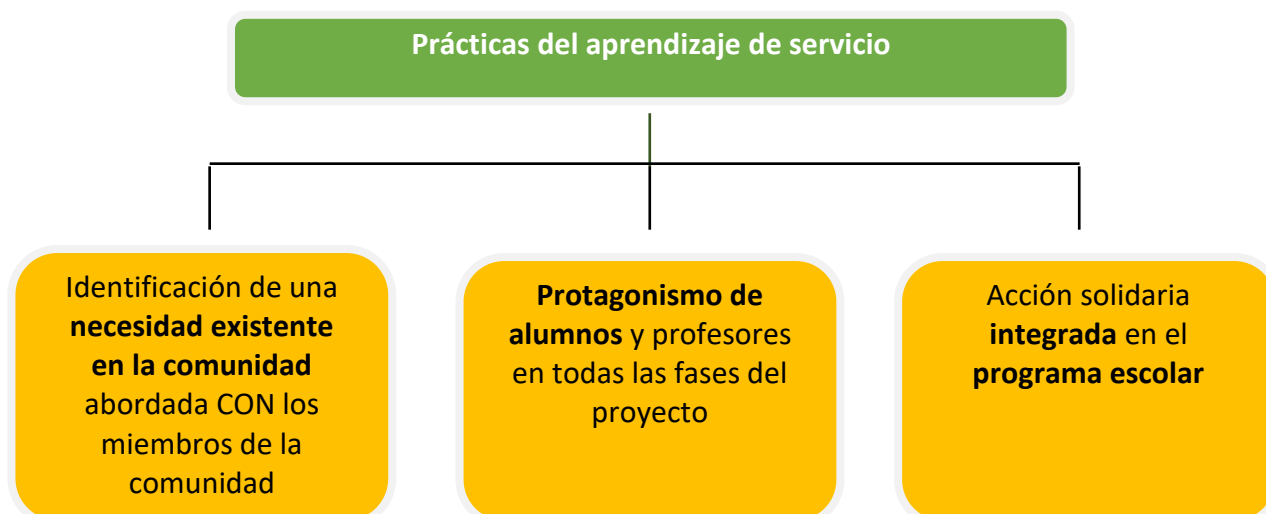 Prácticas del aprendizaje de servicio
Identificación de una
necesidad existente
en la comunidad
abordada CON los
miembros de la
comunidad
Protagonismo de
alumnos y profesores
en todas las fases del
proyecto
Acción solidaria
integrada en el
programa escolar